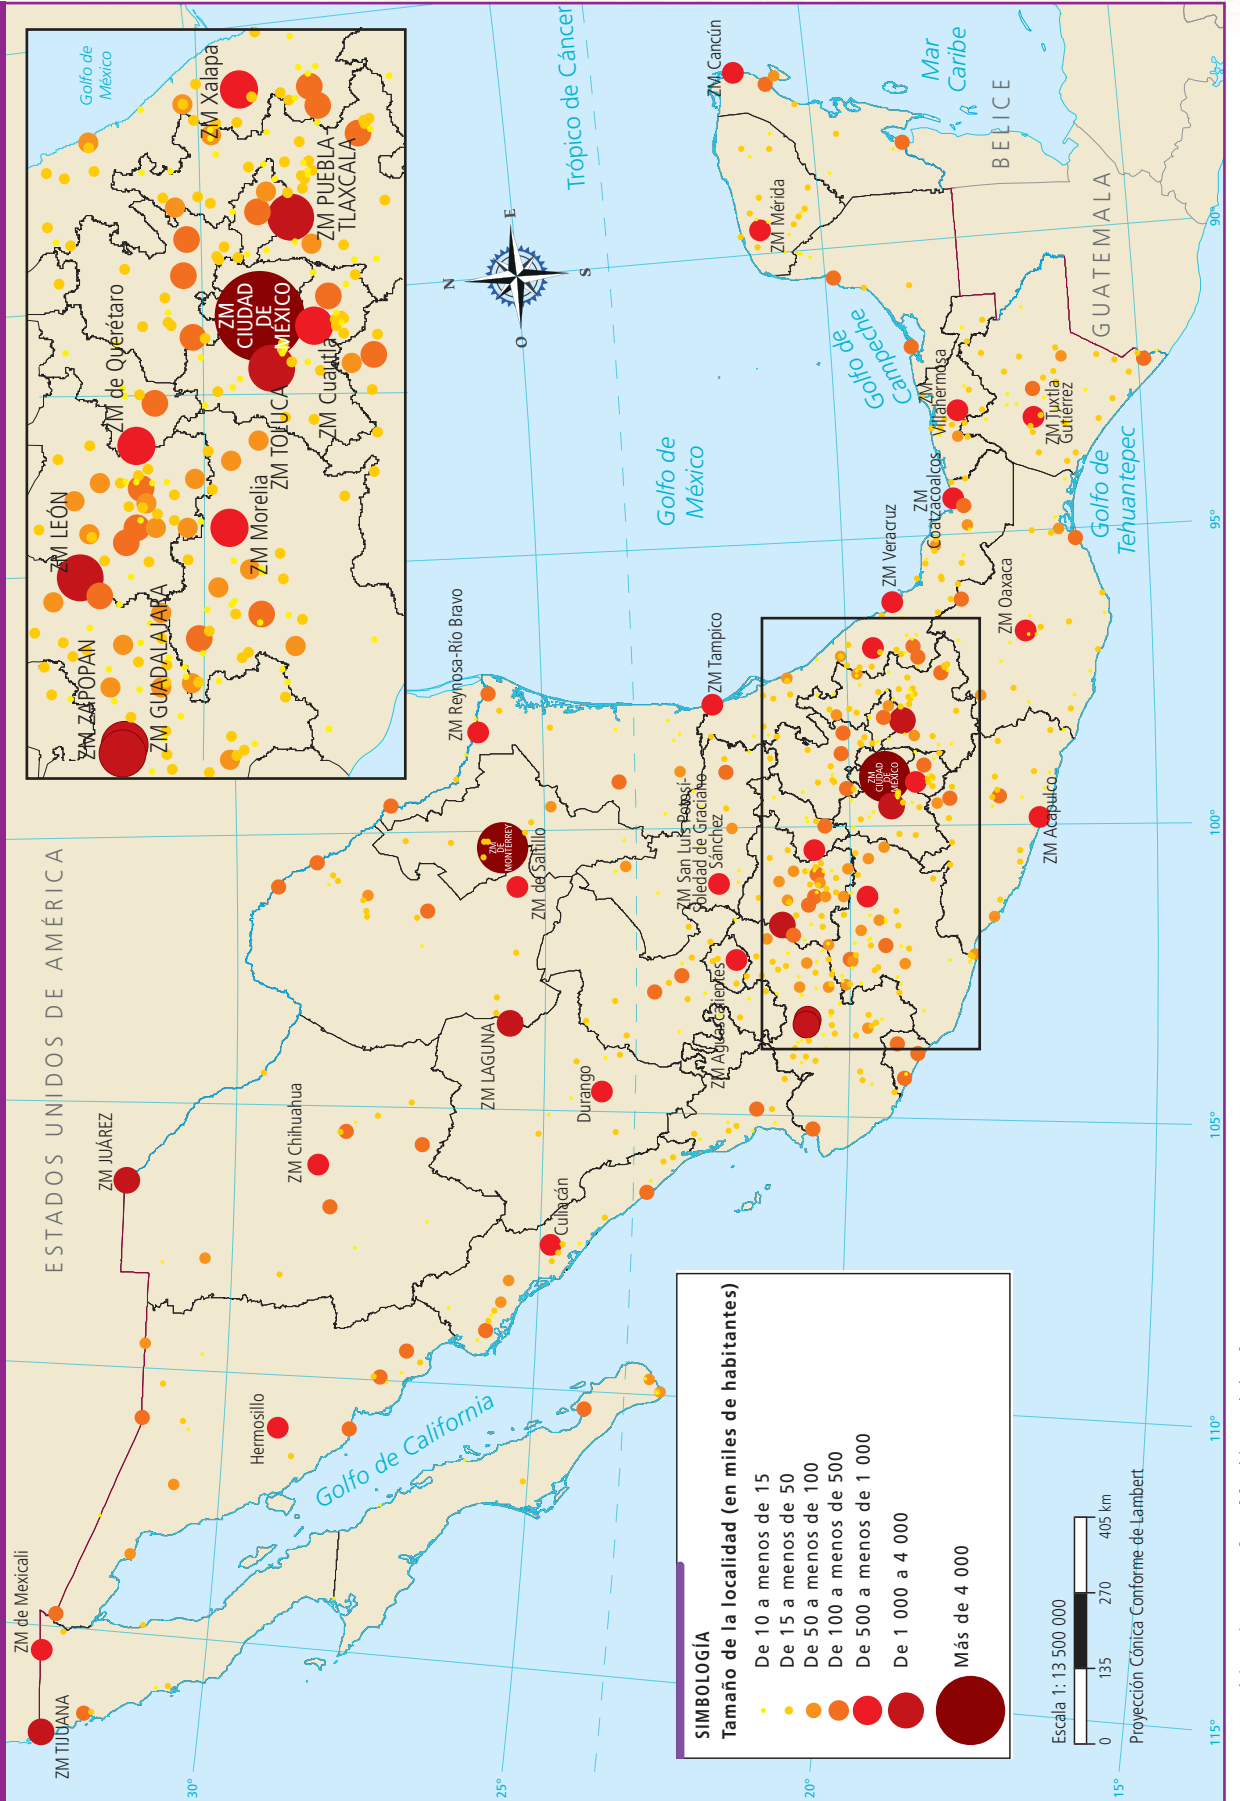 ESTADOS UNIDOS DE AMÉRICA
ZM TIJUANA
ZM de Mexicali
Hermosillo
ZM JUÁREZ
ZM Chihuahua
Culiacán
Durango
ZM LAGUNA
ZM de Saltillo
ZM
DE
MONTERREY
ZM Reynosa-Río Bravo
ZM Tampico
ZM San Luis Potosí-
Soledad de Graciano
Sánchez
ZM Aguascalientes
ZM
CIUDAD
DE
MÉXICO
ZM Acapulco
ZM Oaxaca
ZM Veracruz
ZM
Coatzacoalcos
ZM
Villahermosa
ZM Tuxtla
Gutiérrez
ZM Mérida
ZM Cancún
Golfo de California
Golfo de
México
Golfo de
Campeche
Golfo de
Tehuantepec
Mar
Caribe
BELICE
GUATEMALA
Trópico de Cáncer
N
E
S
O
Golfo de
México
ZM ZAPOPAN
ZM GUADALAJARA
ZM LEÓN
ZM de Querétaro
ZM Morelia
ZM TOLUCA
ZM Cuautla
ZM
CIUDAD
DE
MÉXICO
ZM PUEBLA
TLAXCALA
ZM Xalapa
SIMBOLOGÍA
Tamaño de la localidad (en miles de habitantes)
De 10 a menos de 15
De 15 a menos de 50
De 50 a menos de 100
De 100 a menos de 500
De 500 a menos de 1 000
De 1 000 a 4 000
Más de 4 000
Escala 1: 13 500 000
0 135 270 405 km
Proyección Cónica Conforme de Lambert
30°
25°
20°
15°
115°
110°
105°
100°
95°
90°